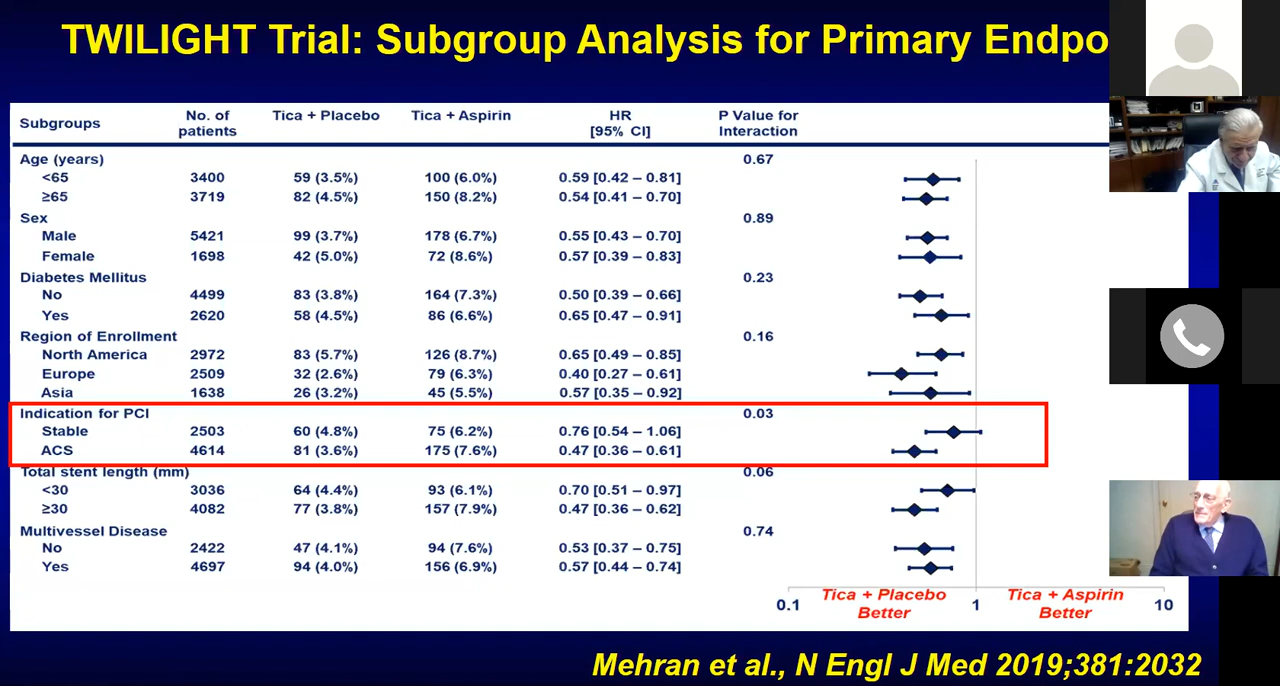 TWILIGHT Trial: Subgroup Analysis for Primary Endpo
Subgroups No. of patients Tica + Placebo Tica + Aspirin HR [95% CI] P Value for Interaction
Age (years) 0.67
<65 3400 59 (3.5%) 100 (6.0%) 0.59 [0.42 – 0.81]
≥65 3719 82 (4.5%) 150 (8.2%) 0.54 [0.41 – 0.70]
Sex 0.89
Male 5421 99 (3.7%) 178 (6.7%) 0.55 [0.43 – 0.70]
Female 1698 42 (5.0%) 72 (8.6%) 0.57 [0.39 – 0.83]
Diabetes Mellitus 0.23
No 4499 83 (3.8%) 164 (7.3%) 0.50 [0.39 – 0.66]
Yes 2620 58 (4.5%) 86 (6.6%) 0.65 [0.47 – 0.91]
Region of Enrollment 0.16
North America 2972 83 (5.7%) 126 (8.7%) 0.65 [0.49 – 0.85]
Europe 2509 32 (2.6%) 79 (6.3%) 0.40 [0.27 – 0.61]
Asia 1638 26 (3.2%) 45 (5.5%) 0.57 [0.35 – 0.92]
Indication for PCI 0.03
Stable 2503 60 (4.8%) 75 (6.2%) 0.76 [0.54 – 1.06]
ACS 4614 81 (3.6%) 175 (7.6%) 0.47 [0.36 – 0.61]
Total stent length (mm) 0.06
<30 3036 64 (4.4%) 93 (6.1%) 0.70 [0.51 – 0.97]
≥30 4082 77 (3.8%) 157 (7.9%) 0.47 [0.36 – 0.62]
Multivessel Disease 0.74
No 2422 47 (4.1%) 94 (7.6%) 0.53 [0.37 – 0.75]
Yes 4697 94 (4.0%) 156 (6.9%) 0.57 [0.44 – 0.74]
0.1 Tica + Placebo Better 1 Tica + Aspirin Better 10
Mehran et al., N Engl J Med 2019;381:2032